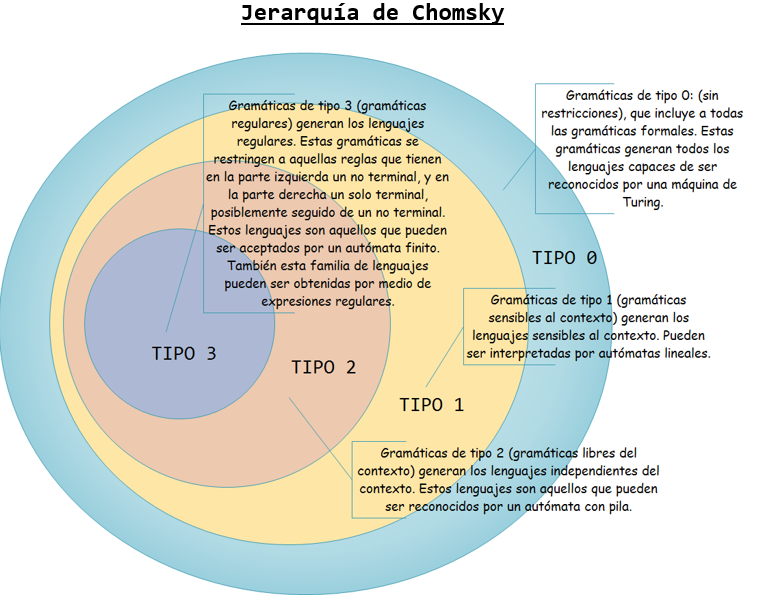 Jerarquía de Chomsky
Gramáticas de tipo 3 (gramáticas
regulares) generan los lenguajes
regulares. Estas gramáticas se
restringen a aquellas reglas que tienen
en la parte izquierda un no terminal, y en
la parte derecha un solo terminal,
posiblemente seguido de un no terminal.
Estos lenguajes son aquellos que pueden
ser aceptados por un autómata finito.
También esta familia de lenguajes
pueden ser obtenidas por medio de
expresiones regulares.
Gramáticas de tipo 0: (sin
restricciones), que incluye a todas
las gramáticas formales. Estas
gramáticas generan todos los
lenguajes capaces de ser
reconocidos por una máquina de
Turing.
TIPO 0
Gramáticas de tipo 1 (gramáticas
sensibles al contexto) generan los
lenguajes sensibles al contexto. Pueden
ser interpretadas por autómatas lineales.
TIPO 3
TIPO 2
TIPO 1
Gramáticas de tipo 2 (gramáticas libres del
contexto) generan los lenguajes independientes del
contexto. Estos lenguajes son aquellos que pueden
ser reconocidos por un autómata con pila.